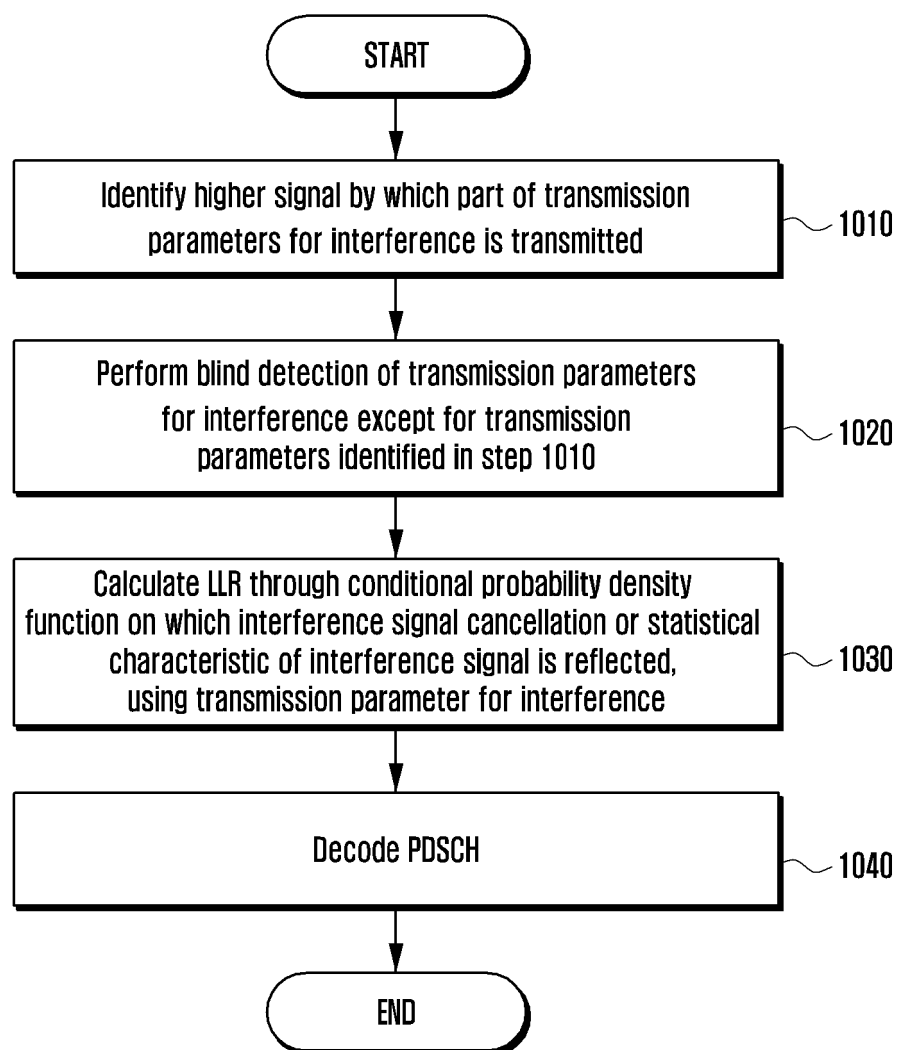 START
Identify higher signal by which part of transmission
parameters for interference is transmitted
1010
Perform blind detection of transmission parameters
for interference except for transmission
parameters identified in step 1010
1020
Calculate LLR through conditional probability density
function on which interference signal cancellation or statistical
characteristic of interference signal is reflected,
using transmission parameter for interference
1030
Decode PDSCH
1040
END